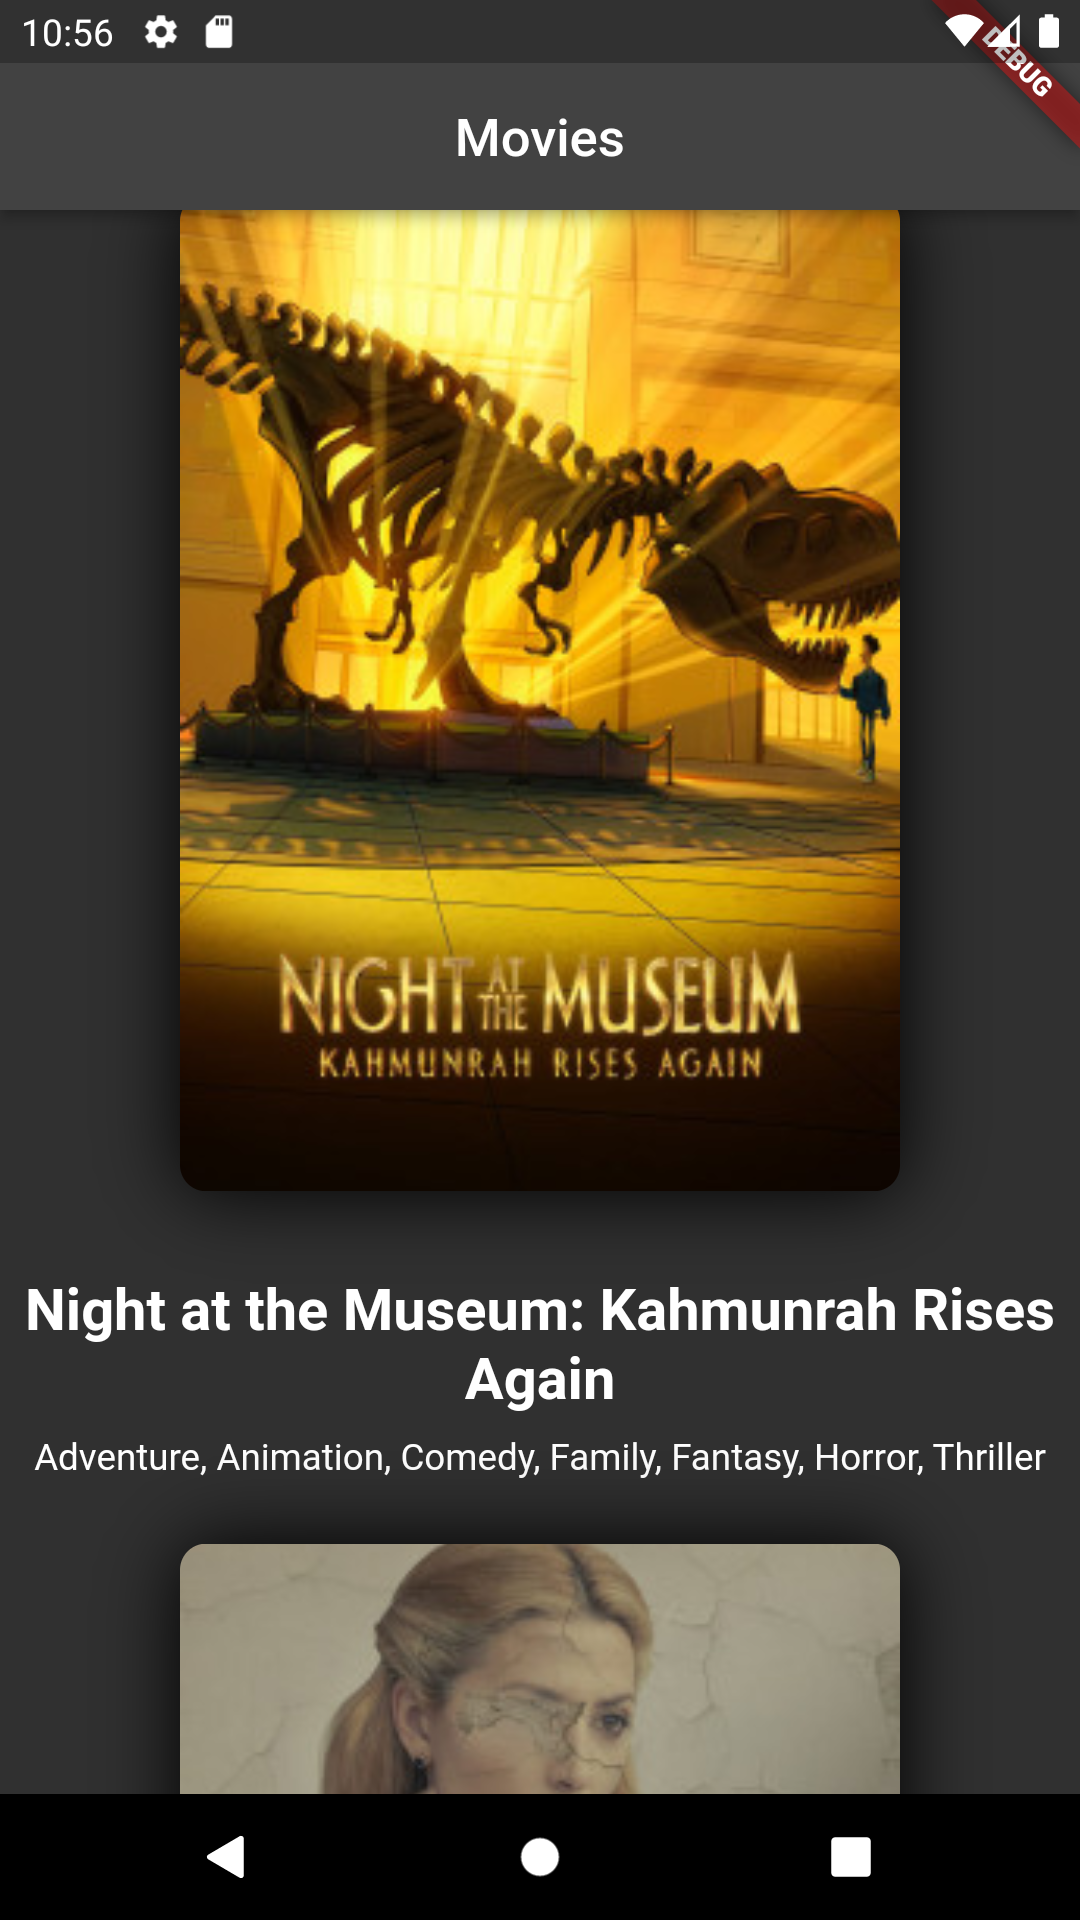 10:56
DEBUG
Movies
NIGHT AT THE MUSEUM
KAHMUNRAH RISES AGAIN
Night at the Museum: Kahmunrah Rises
Again
Adventure, Animation, Comedy, Family, Fantasy, Horror, Thriller